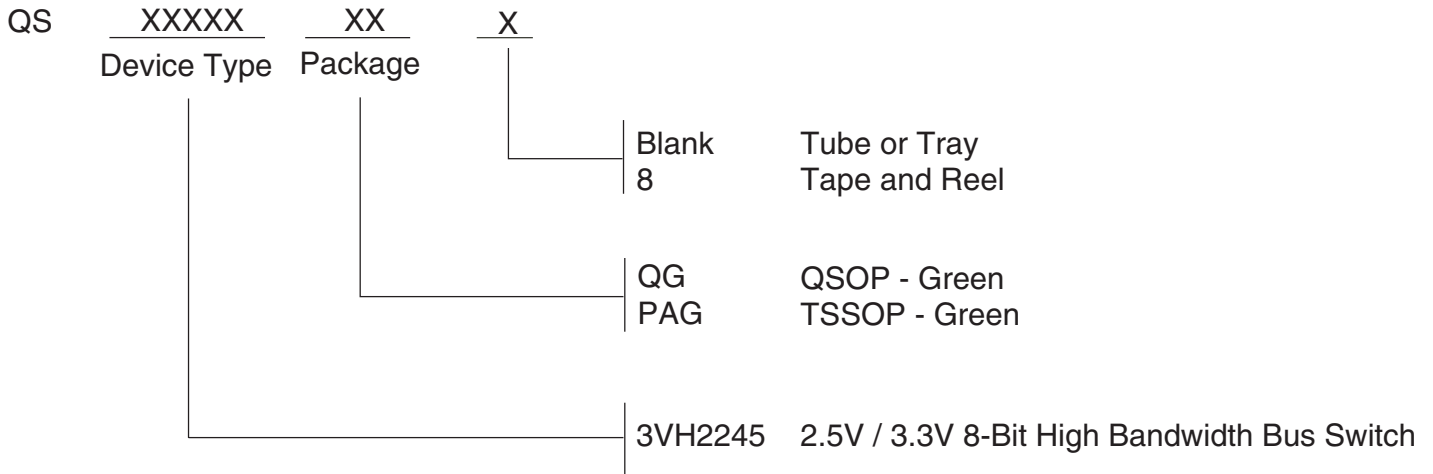 QS XXXXX XX X
Device Type Package
Blank Tube or Tray
8 Tape and Reel
QG QSOP - Green
PAG TSSOP - Green
3VH2245 2.5V / 3.3V 8-Bit High Bandwidth Bus Switch